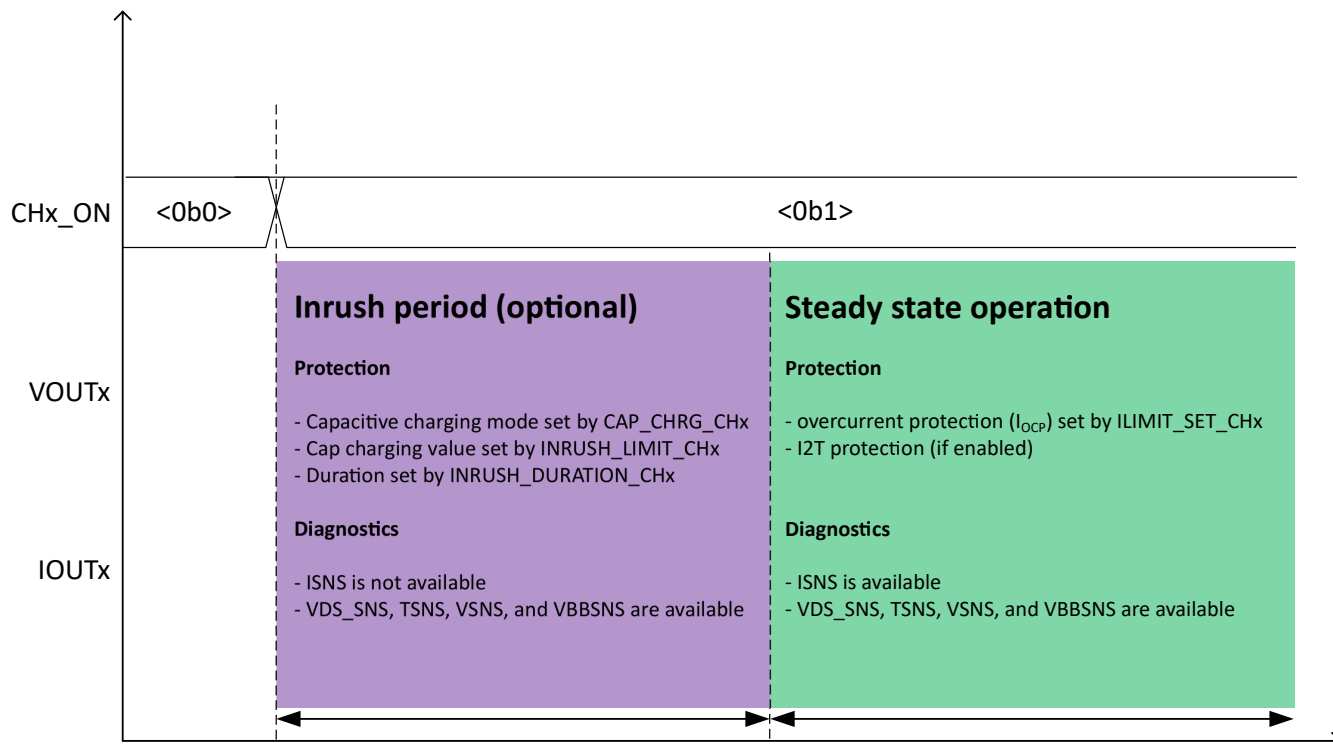 CHx_ON
<0b0>
<0b1>
Inrush period (optional)
Protection
- Capacitive charging mode set by CAP_CHRG_CHx
- Cap charging value set by INRUSH_LIMIT_CHx
- Duration set by INRUSH_DURATION_CHx
Diagnostics
- ISNS is not available
- VDS_SNS, TSNS, VSNS, and VBBSNS are available
Steady state operation
Protection
- overcurrent protection (IOCP) set by ILIMIT_SET_CHx
- I2T protection (if enabled)
Diagnostics
- ISNS is available
- VDS_SNS, TSNS, VSNS, and VBBSNS are available
VOUTx
IOUTx